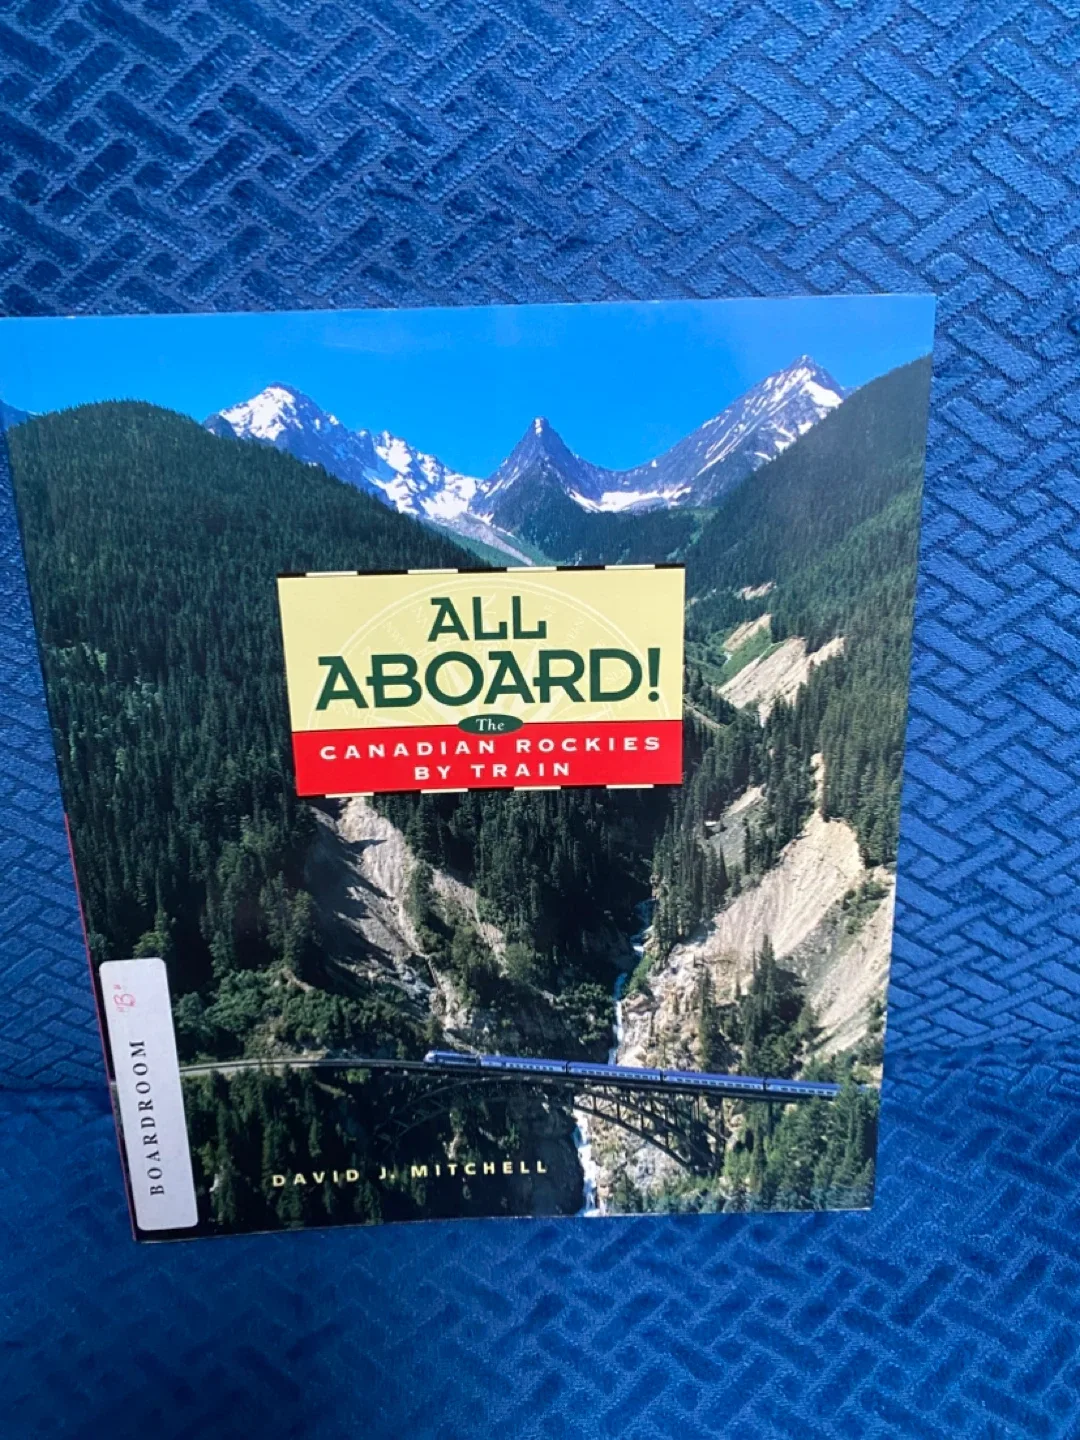 ALL
ABOARD!
The
CANADIAN ROCKIES
BY TRAIN
"B"
BOARDROOM
DAVID J. MITCHELL